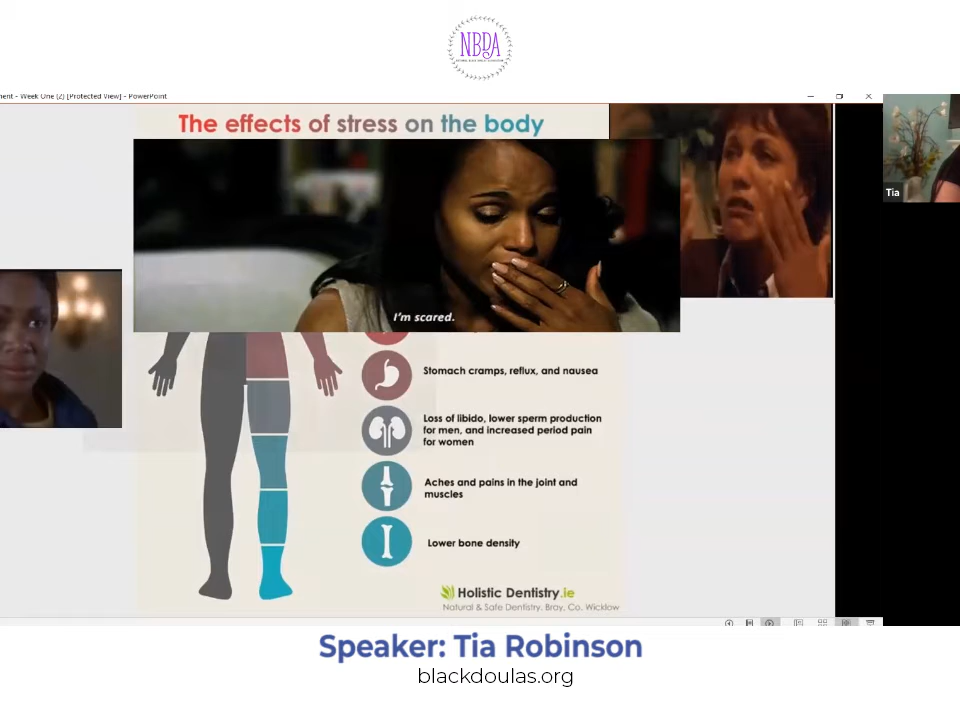 NBDA
ment - Week One (2) [Protected View] - PowerPoint
The effects of stress on the body
Tia
I'm scared.
Stomach cramps, reflux, and nausea
Loss of libido, lower sperm production
for men, and increased period pain
for women
Aches and pains in the joint and
muscles
Lower bone density
Holistic Dentistry.ie
Natural & Safe Dentistry. Bray, Co. Wicklow
Speaker: Tia Robinson
blackdoulas.org